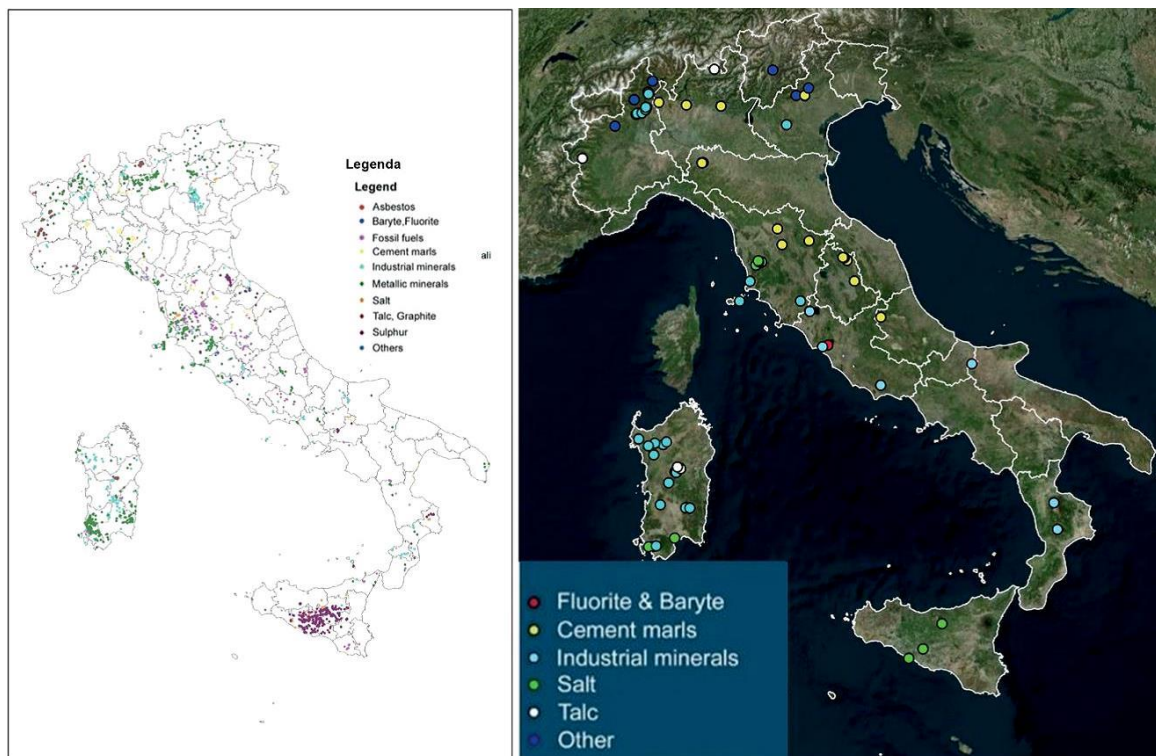 Legenda
Legend
Asbestos
Baryte,Fluorite
Fossil fuels
Cement marls
Industrial minerals
Metallic minerals
Salt
Talc, Graphite
Sulphur
Others
ali
Fluorite & Baryte
Cement marls
Industrial minerals
Salt
Talc
Other